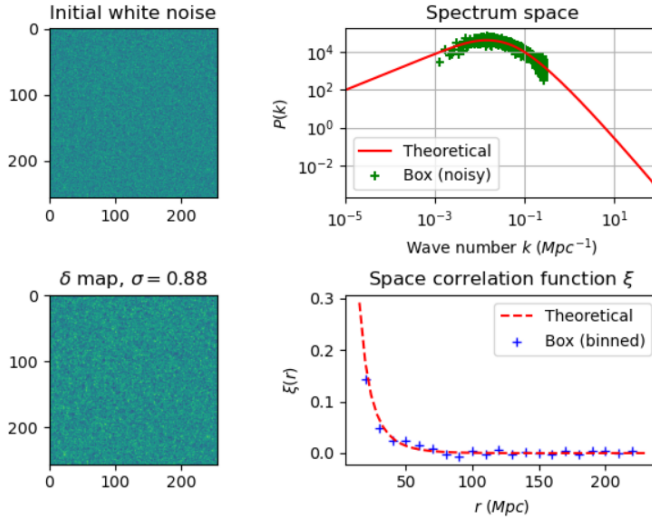 Initial white noise
0
100
200
0 100 200
Spectrum space
P(k)
10^4
10^2
10^0
10^-2
Theoretical
Box (noisy)
10^-5 10^-3 10^-1 10^1
Wave number k (Mpc^-1)
δ map, σ = 0.88
0
100
200
0 100 200
Space correlation function ξ
ξ(r)
0.3
0.2
0.1
0.0
Theoretical
Box (binned)
50 100 150 200
r (Mpc)